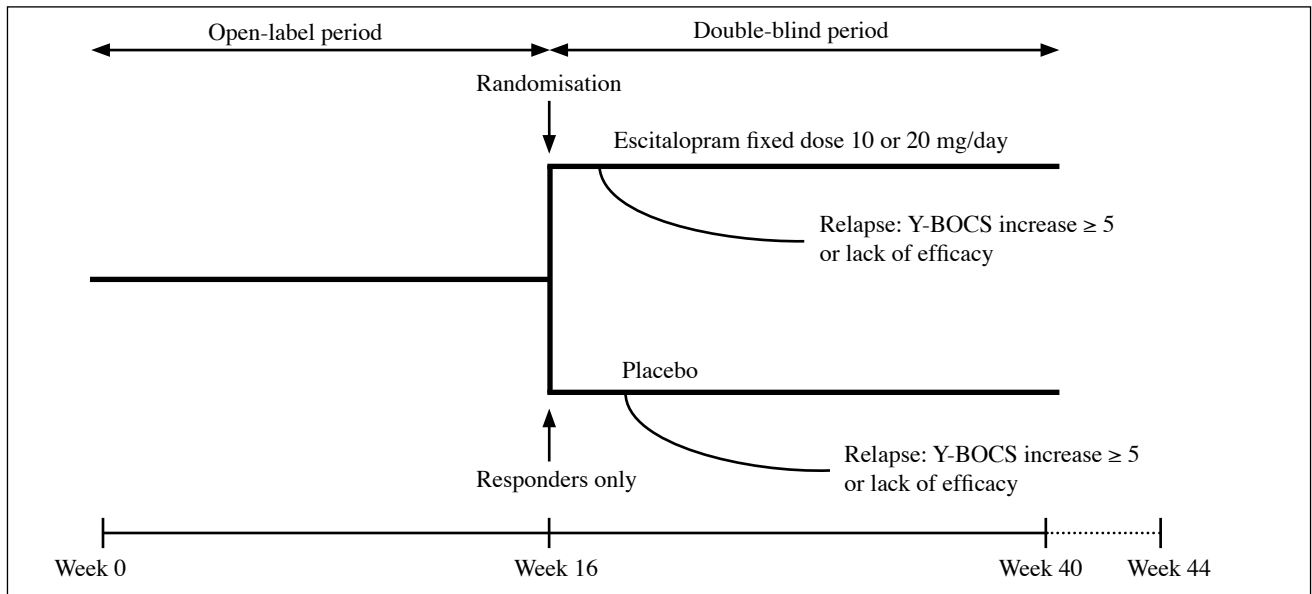 Open-label period
Double-blind period
Randomisation
Escitalopram fixed dose 10 or 20 mg/day
Relapse: Y-BOCS increase ≥ 5
or lack of efficacy
Placebo
Relapse: Y-BOCS increase ≥ 5
or lack of efficacy
Responders only
Week 0
Week 16
Week 40
Week 44